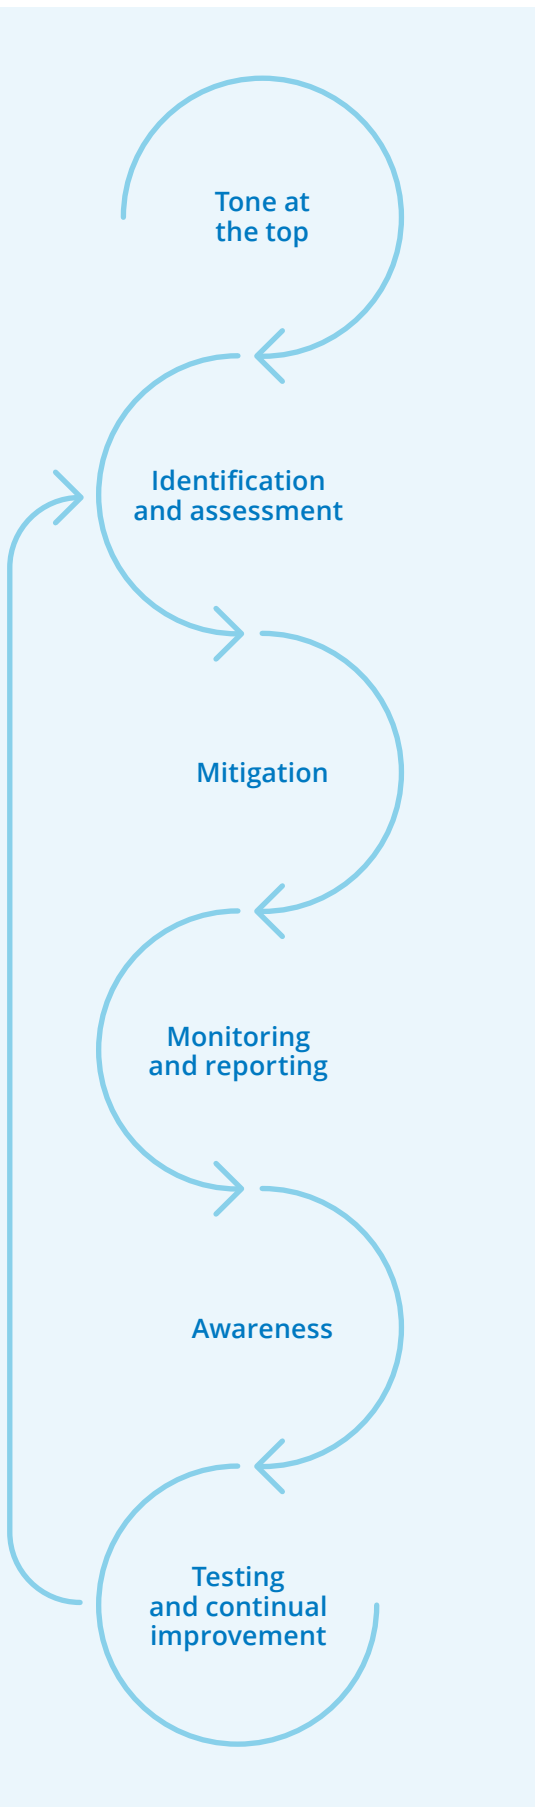 Tone at
the top
Identification
and assessment
Mitigation
Monitoring
and reporting
Awareness
Testing
and continual
improvement